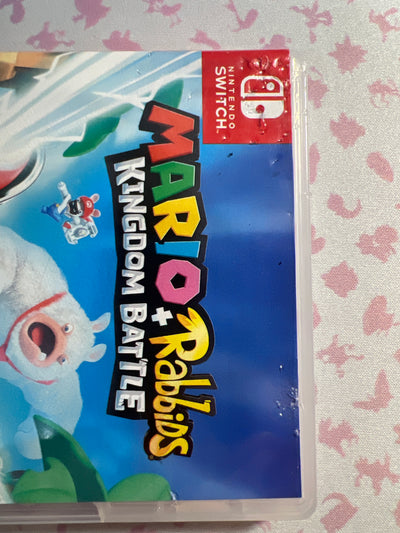 NINTENDO
SWITCH
MARIO
+ Rabbids
KINGDOM BATTLE